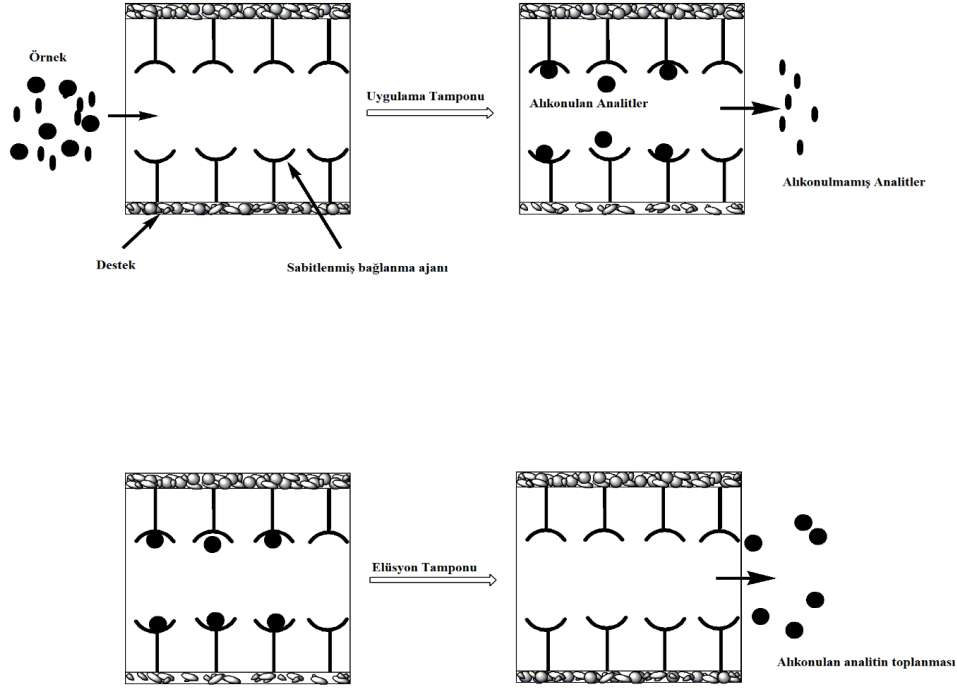 Örnek
Uygulama Tamponu
Alıkonulan Analitler
Alıkonulmamış Analitler
Destek
Sabitlenmiş bağlanma ajanı
Elüsyon Tamponu
Alıkonulan analitin toplanması